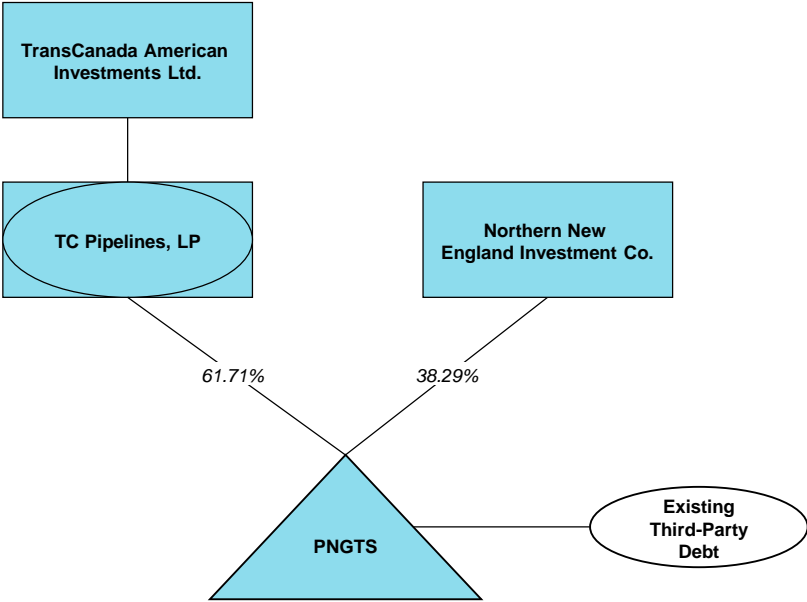 TransCanada American
Investments Ltd.
TC Pipelines, LP
Northern New
England Investment Co.
61.71%
38.29%
PNGTS
Existing
Third-Party
Debt